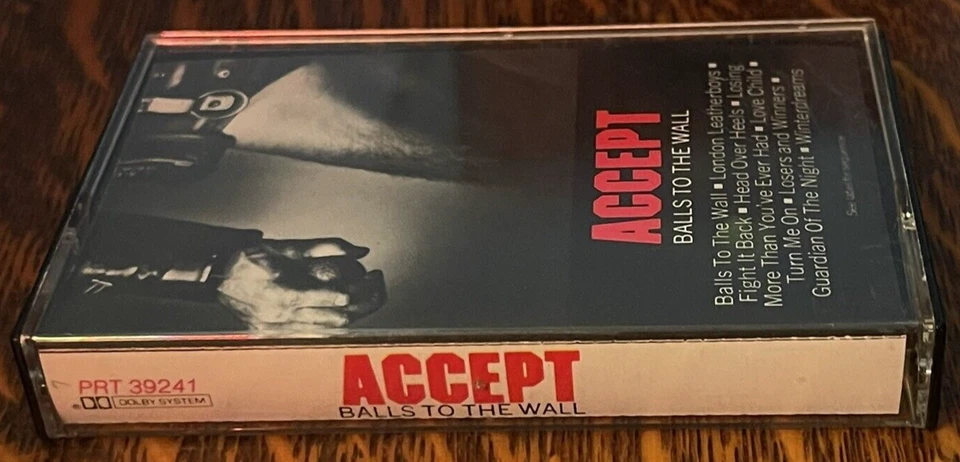 ACCEPT
BALLS TO THE WALL
Balls To The Wall ▪ London Leatherboys ▪
Fight It Back ▪ Head Over Heels ▪ Losing
More Than You've Ever Had ▪ Love Child ▪
Turn Me On ▪ Losers and Winners ▪
Guardian Of The Night ▪ Winterdreams
PRT 39241
DOLBY SYSTEM
ACCEPT
BALLS TO THE WALL